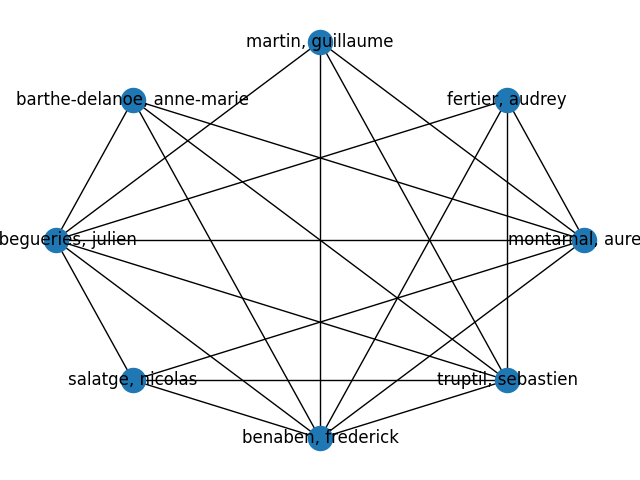 martin, guillaume
barthe-delanoe, anne-marie
fertier, audrey
begueries, julien
montarnal, aure
salatge, nicolas
truptil, sebastien
benaben, frederick